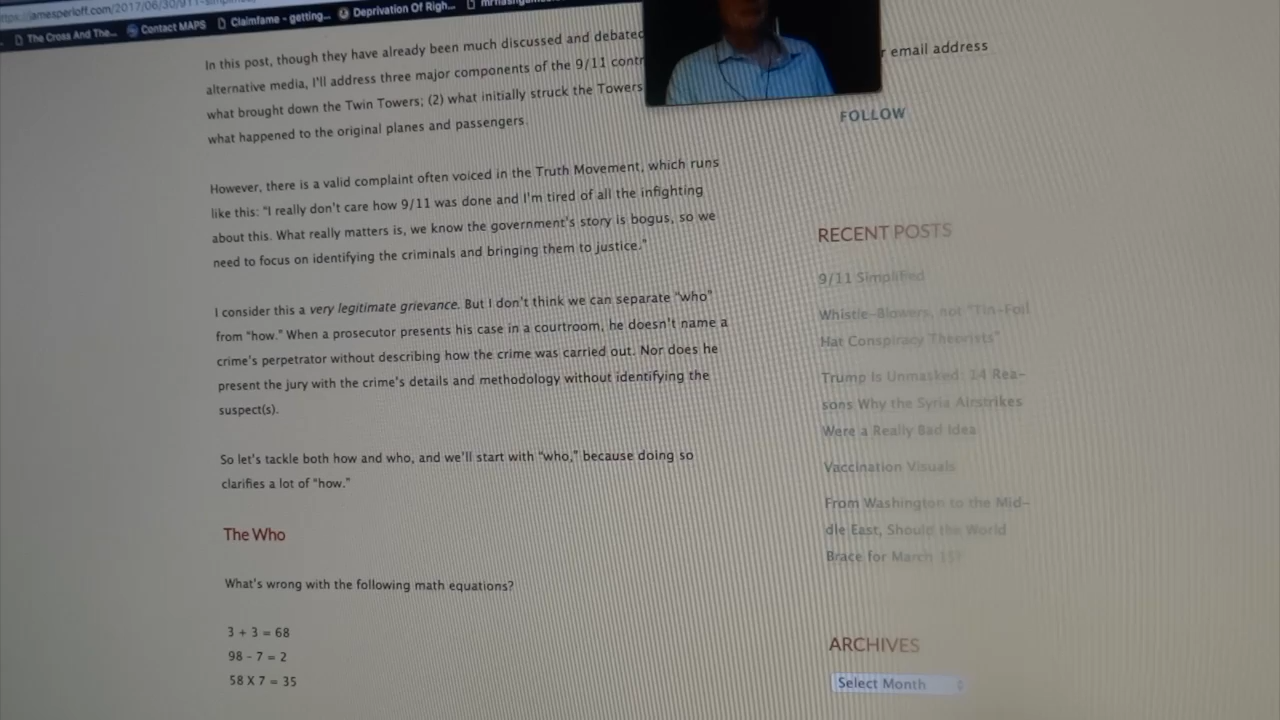 amesperloff.com/2017/06/30/911-simplified
The Cross And The...
Contact MAPS
Claimfame - getting...
Deprivation Of Righ...
In this post, though they have already been much discussed and debated
alternative media, I'll address three major components of the 9/11 contr
what brought down the Twin Towers; (2) what initially struck the Towers
what happened to the original planes and passengers.
However, there is a valid complaint often voiced in the Truth Movement, which runs
like this: "I really don't care how 9/11 was done and I'm tired of all the infighting
about this. What really matters is, we know the government's story is bogus, so we
need to focus on identifying the criminals and bringing them to justice."
I consider this a very legitimate grievance. But I don't think we can separate "who"
from "how." When a prosecutor presents his case in a courtroom, he doesn't name a
crime's perpetrator without describing how the crime was carried out. Nor does he
present the jury with the crime's details and methodology without identifying the
suspect(s).
So let's tackle both how and who, and we'll start with "who," because doing so
clarifies a lot of "how."
The Who
What's wrong with the following math equations?
3 + 3 = 68
98 - 7 = 2
58 X 7 = 35
r email address
FOLLOW
RECENT POSTS
9/11 Simplified
Whistle-Blowers, not "Tin-Foil
Hat Conspiracy Theorists"
Trump Is Unmasked: 14 Rea-
sons Why the Syria Airstrikes
Were a Really Bad Idea
Vaccination Visuals
From Washington to the Mid-
dle East, Should the World
Brace for March 15?
ARCHIVES
Select Month